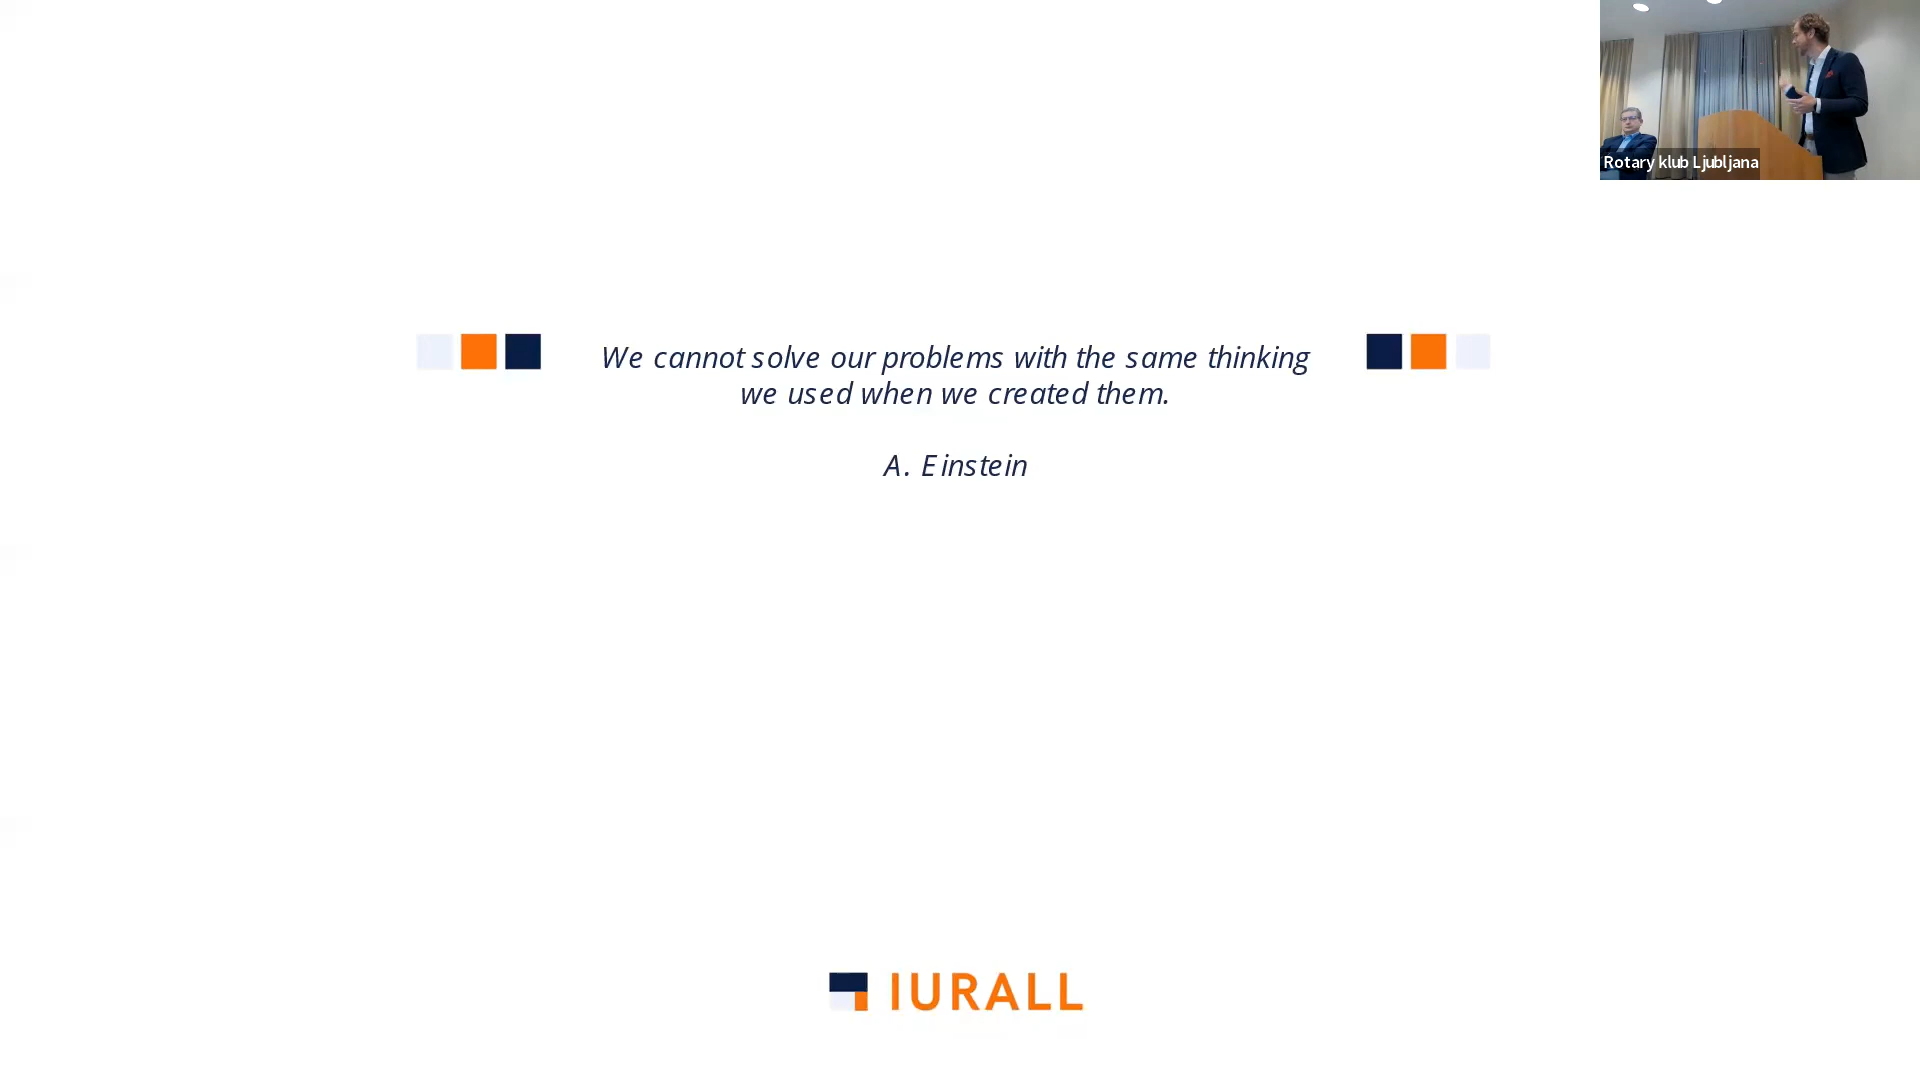 Rotary klub Ljubljana
We cannot solve our problems with the same thinking
we used when we created them.
A. Einstein
IURALL